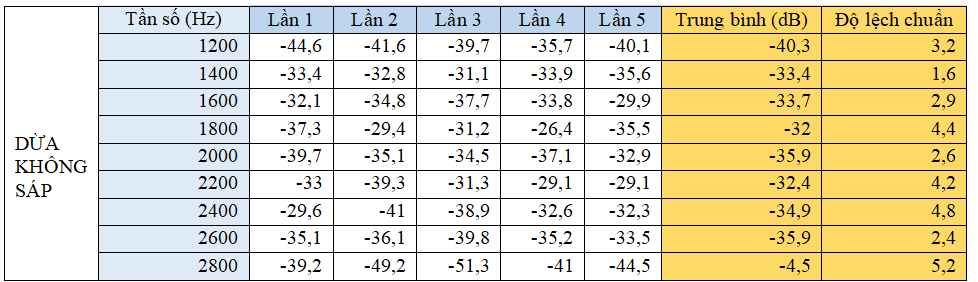 Tần số (Hz) Lần 1 Lần 2 Lần 3 Lần 4 Lần 5 Trung bình (dB) Độ lệch chuẩn
1200 -44,6 -41,6 -39,7 -35,7 -40,1 -40,3 3,2
1400 -33,4 -32,8 -31,1 -33,9 -35,6 -33,4 1,6
1600 -32,1 -34,8 -37,7 -33,8 -29,9 -33,7 2,9
1800 -37,3 -29,4 -31,2 -26,4 -35,5 -32 4,4
DỪA 2000 -39,7 -35,1 -34,5 -37,1 -32,9 -35,9 2,6
KHÔNG
SÁP 2200 -33 -39,3 -31,3 -29,1 -29,1 -32,4 4,2
2400 -29,6 -41 -38,9 -32,6 -32,3 -34,9 4,8
2600 -35,1 -36,1 -39,8 -35,2 -33,5 -35,9 2,4
2800 -39,2 -49,2 -51,3 -41 -44,5 -4,5 5,2